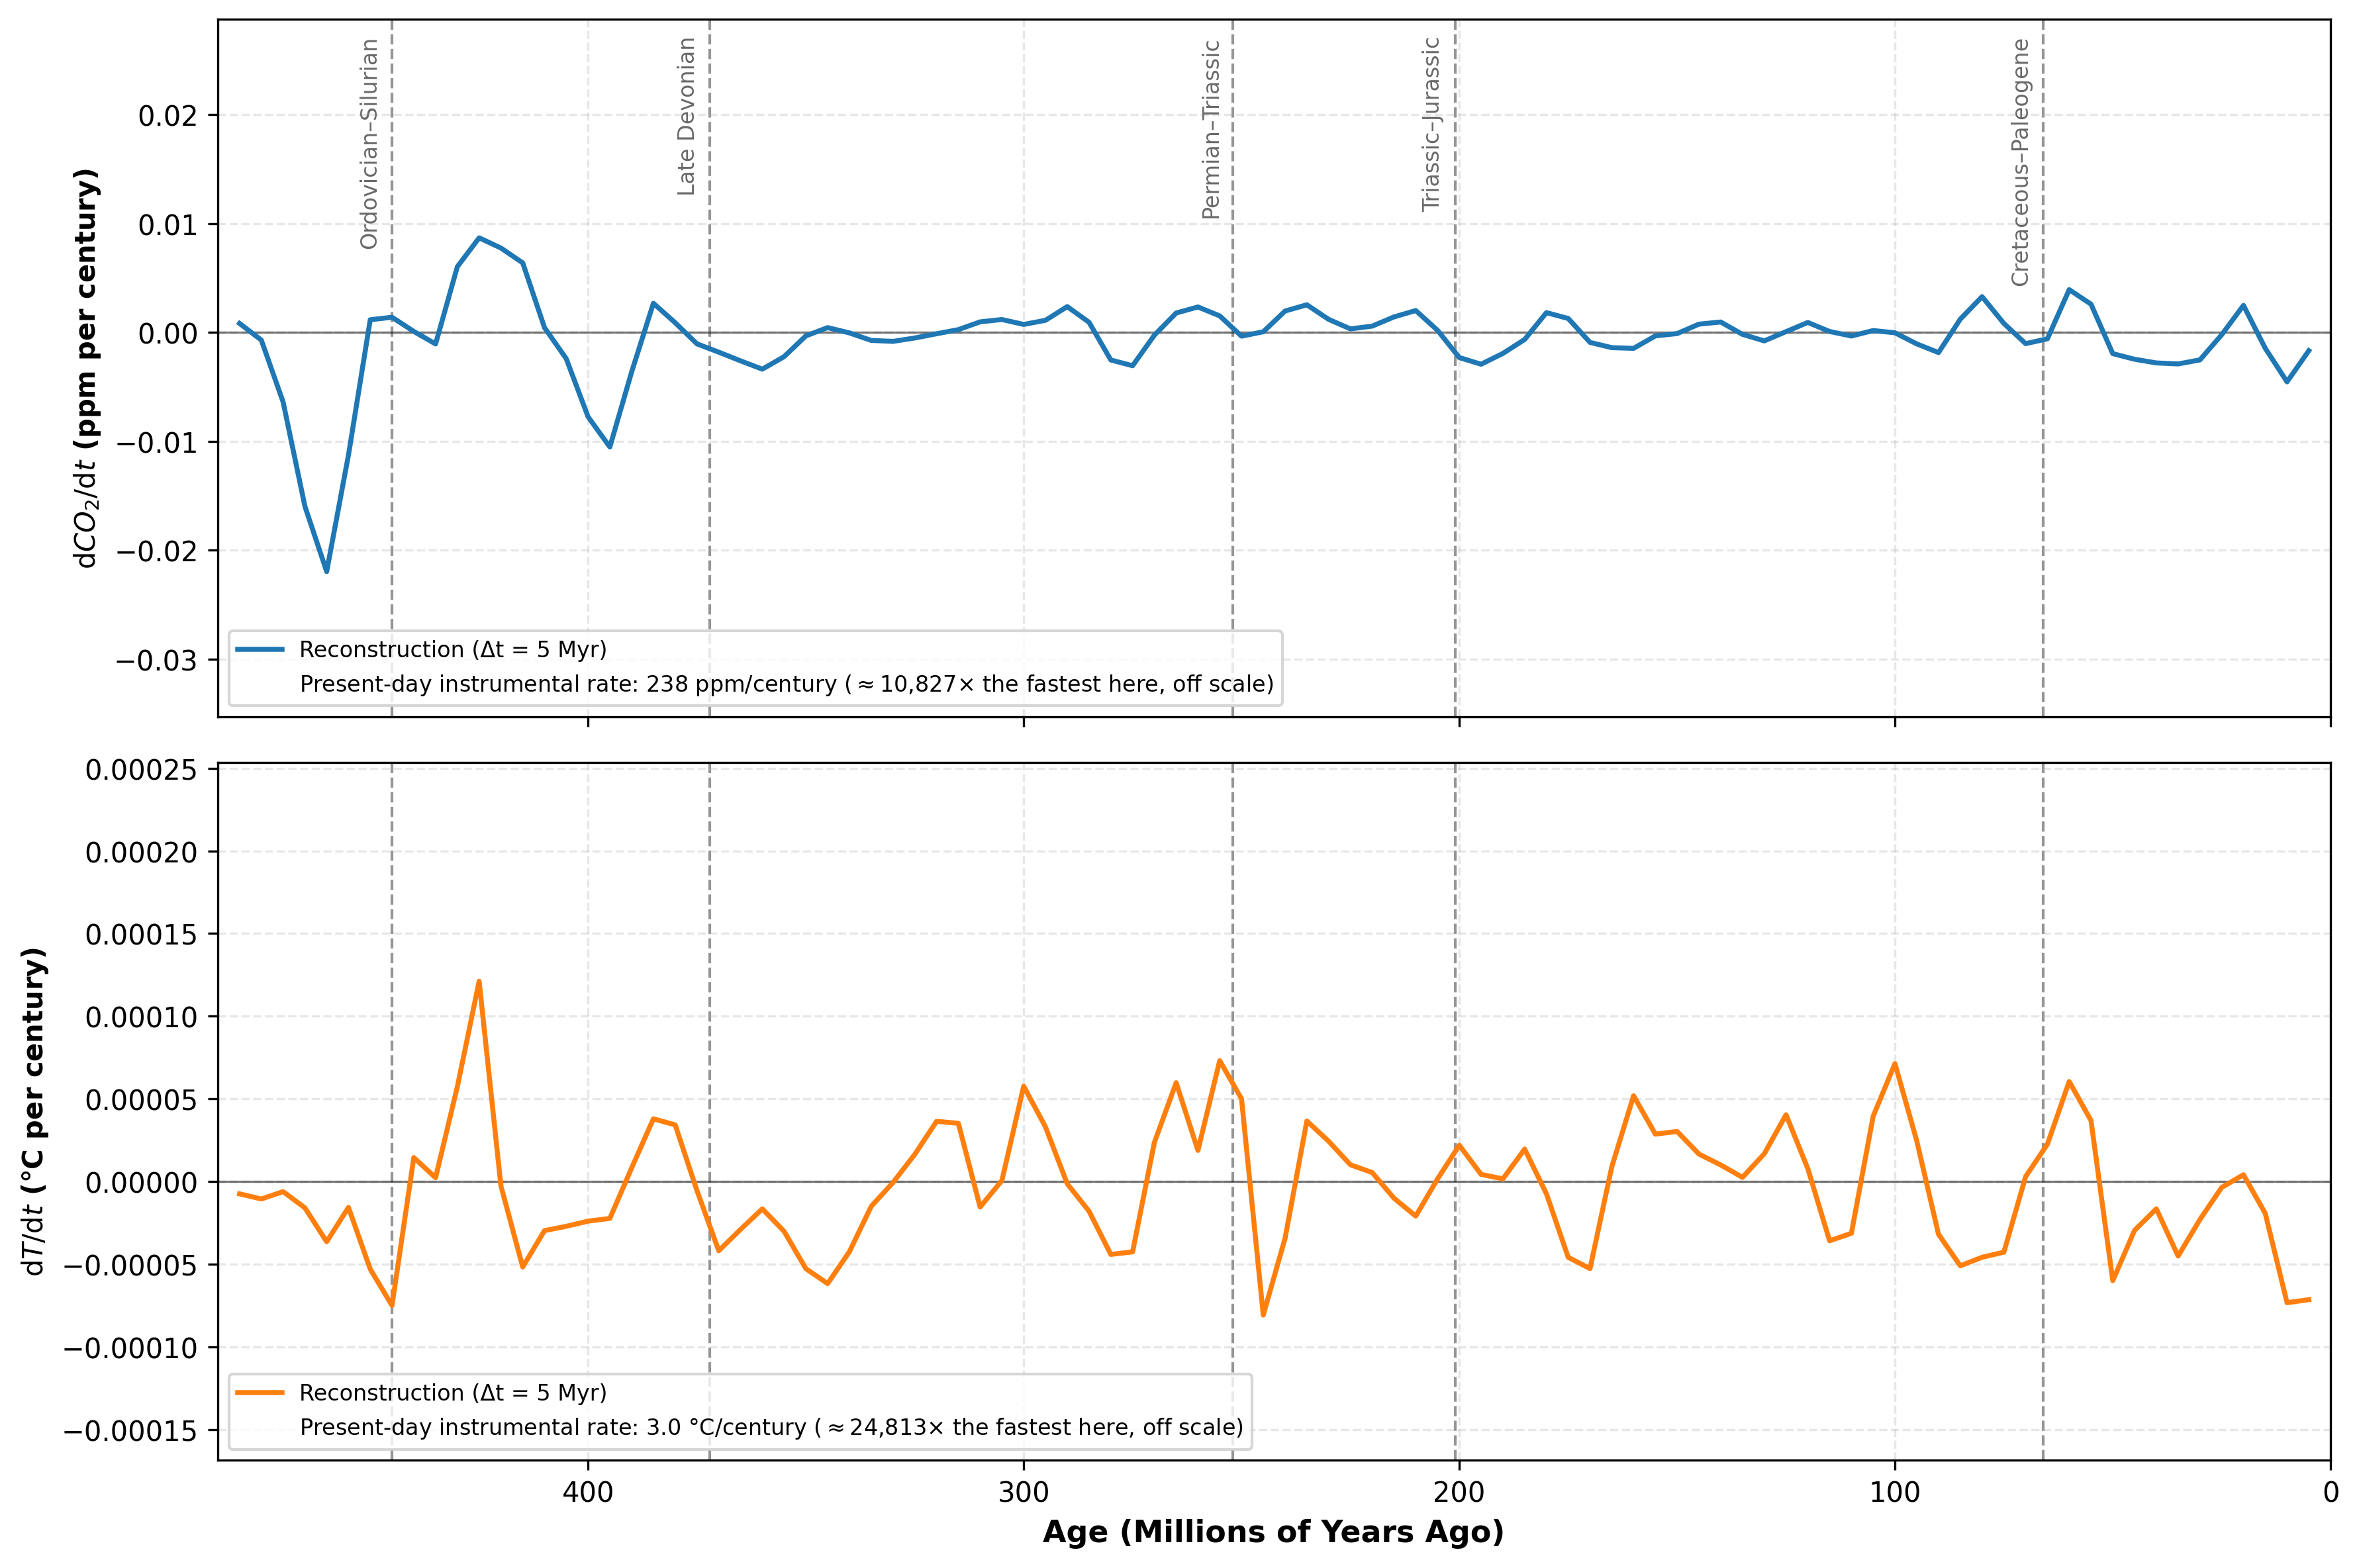 Ordovician–Silurian
Late Devonian
Permian–Triassic
Triassic–Jurassic
Cretaceous–Paleogene
dCO₂/dt (ppm per century)
0.02
0.01
0.00
−0.01
−0.02
−0.03
Reconstruction (Δt = 5 Myr)
Present-day instrumental rate: 238 ppm/century (≈10,827× the fastest here, off scale)
dT/dt (°C per century)
0.00025
0.00020
0.00015
0.00010
0.00005
0.00000
−0.00005
−0.00010
−0.00015
Reconstruction (Δt = 5 Myr)
Present-day instrumental rate: 3.0 °C/century (≈24,813× the fastest here, off scale)
400 300 200 100 0
Age (Millions of Years Ago)